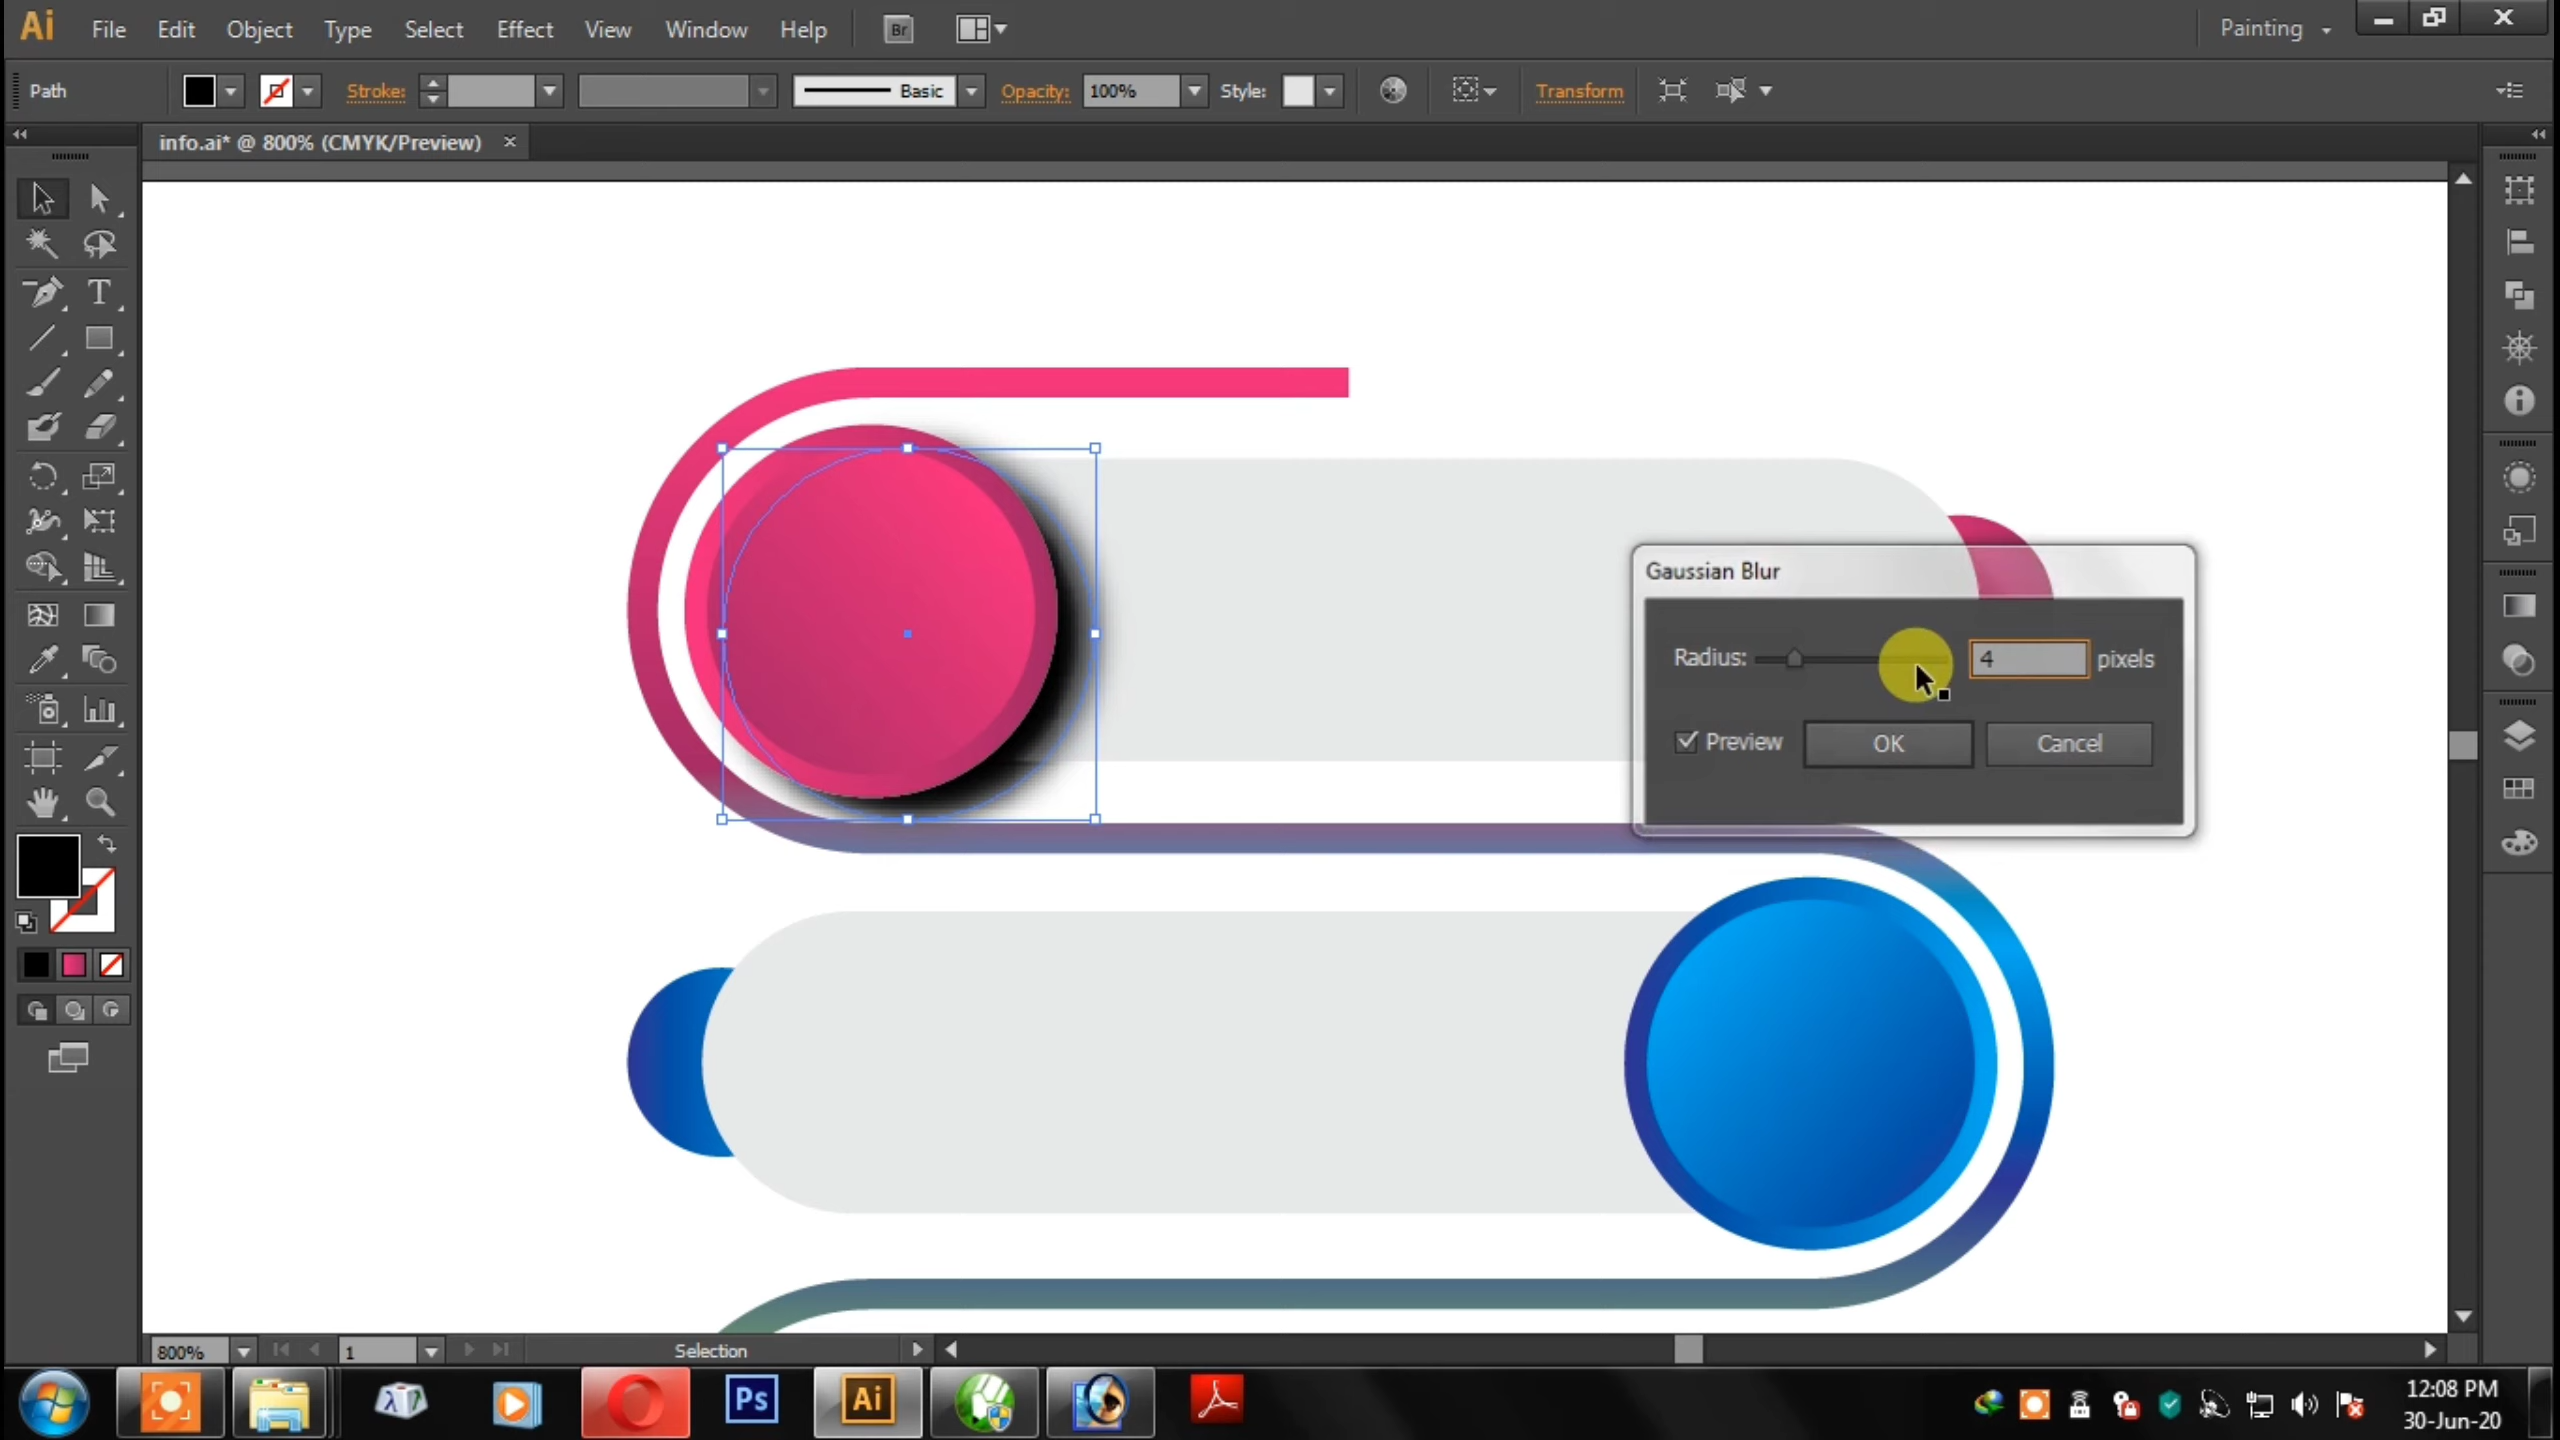 Ai File Edit Object Type Select Effect View Window Help Br Painting
Path Stroke: Basic Opacity: 100% Style: Transform
info.ai* @ 800% (CMYK/Preview)
T
Gaussian Blur
Radius: 4 pixels
Preview OK Cancel
800% 1 Selection
Ps Ai 12:08 PM
30-Jun-20